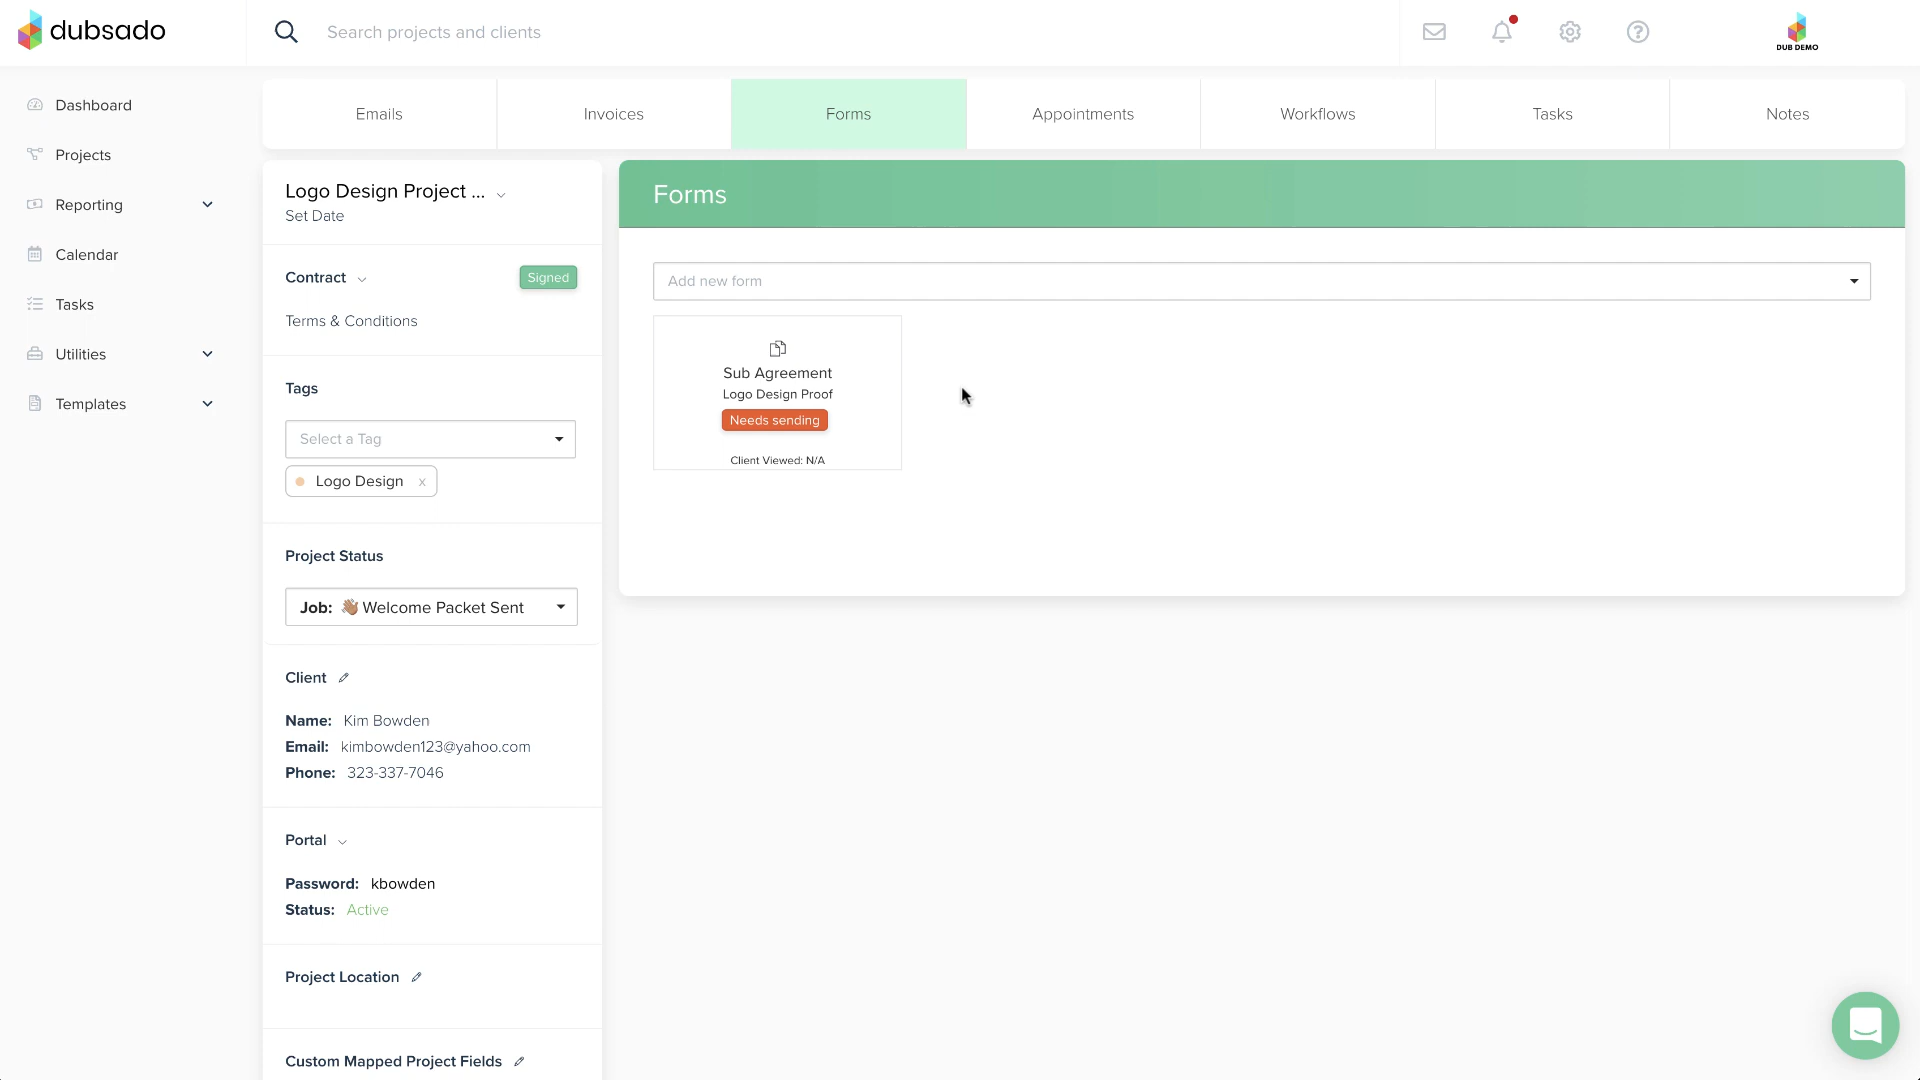 dubsado
Search projects and clients
DUB DEMO
Dashboard
Projects
Reporting
Calendar
Tasks
Utilities
Templates
Emails
Invoices
Forms
Appointments
Workflows
Tasks
Notes
Logo Design Project ...
Set Date
Contract
Signed
Terms & Conditions
Tags
Select a Tag
Logo Design x
Project Status
Job: 👋🏽 Welcome Packet Sent
Client
Name: Kim Bowden
Email: kimbowden123@yahoo.com
Phone: 323-337-7046
Portal
Password: kbowden
Status: Active
Project Location
Custom Mapped Project Fields
Forms
Add new form
Sub Agreement
Logo Design Proof
Needs sending
Client Viewed: N/A